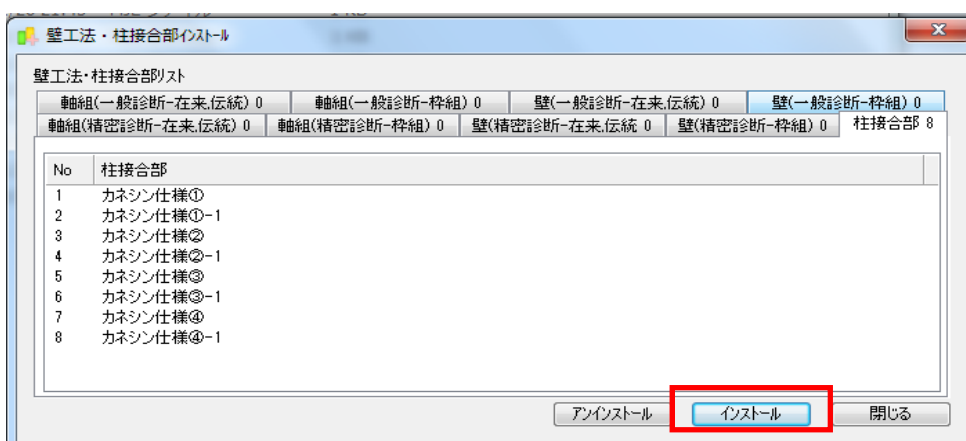 壁工法・柱接合部インストール
壁工法・柱接合部リスト
軸組(一般診断-在来,伝統) 0 軸組(一般診断-枠組) 0 壁(一般診断-在来,伝統) 0 壁(一般診断-枠組) 0
軸組(精密診断-在来,伝統) 0 軸組(精密診断-枠組) 0 壁(精密診断-在来,伝統 0 壁(精密診断-枠組) 0 柱接合部 8
No 柱接合部
1 カネシン仕様①
2 カネシン仕様①-1
3 カネシン仕様②
4 カネシン仕様②-1
5 カネシン仕様③
6 カネシン仕様③-1
7 カネシン仕様④
8 カネシン仕様④-1
アンインストール インストール 閉じる